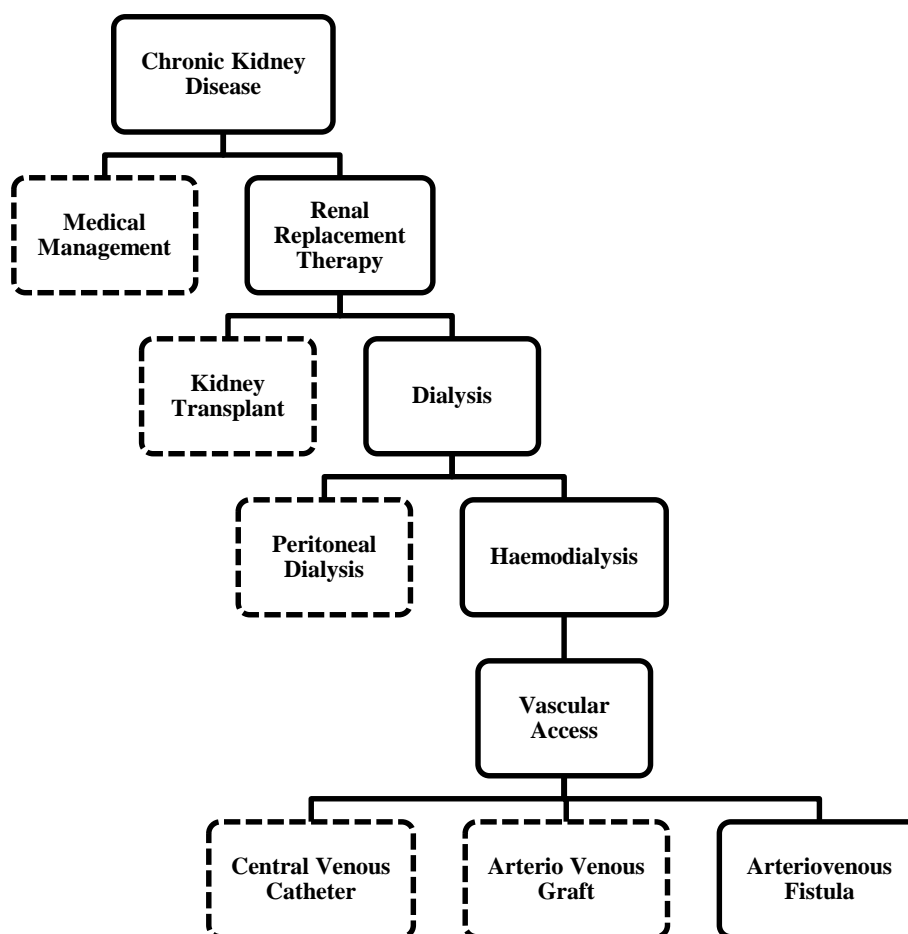 Chronic Kidney
Disease
Medical
Management
Renal
Replacement
Therapy
Kidney
Transplant
Dialysis
Peritoneal
Dialysis
Haemodialysis
Vascular
Access
Central Venous
Catheter
Arterio Venous
Graft
Arteriovenous
Fistula